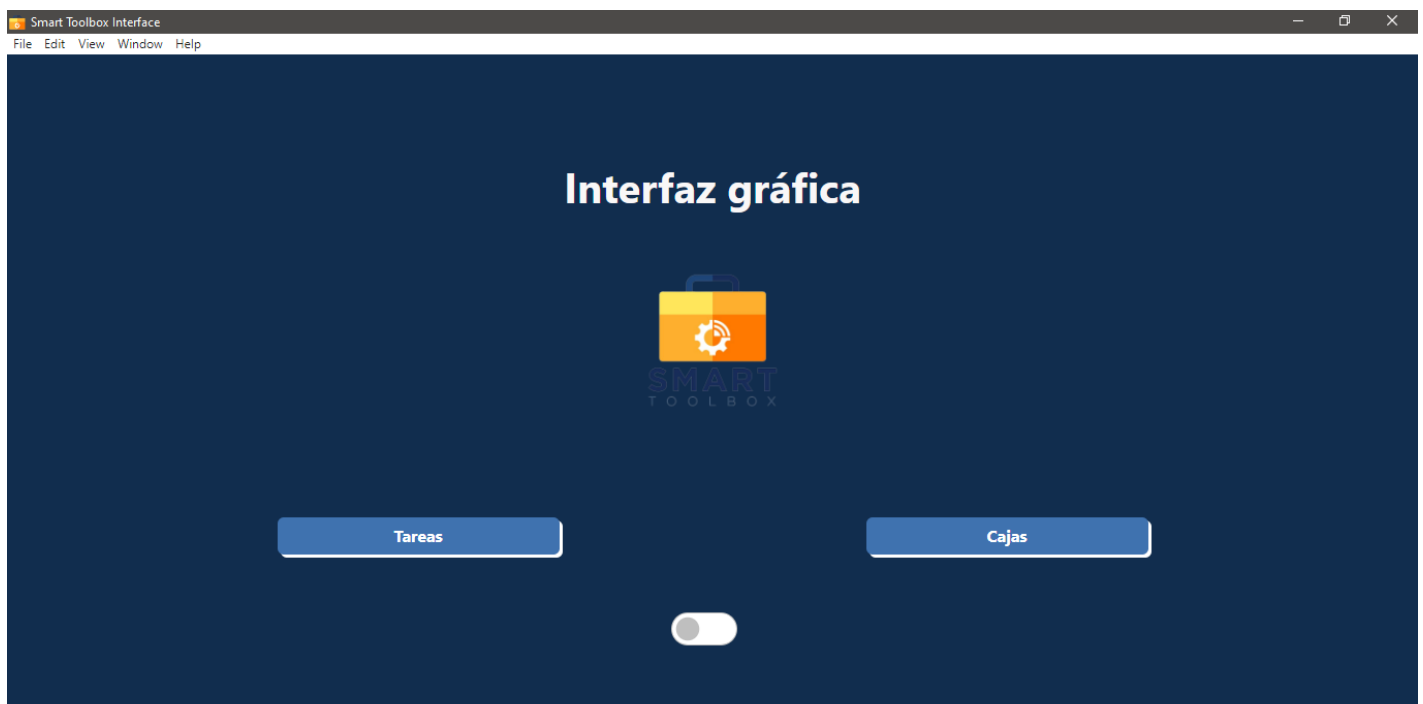 Smart Toolbox Interface
File Edit View Window Help
Interfaz gráfica
SMART
TOOLBOX
Tareas
Cajas